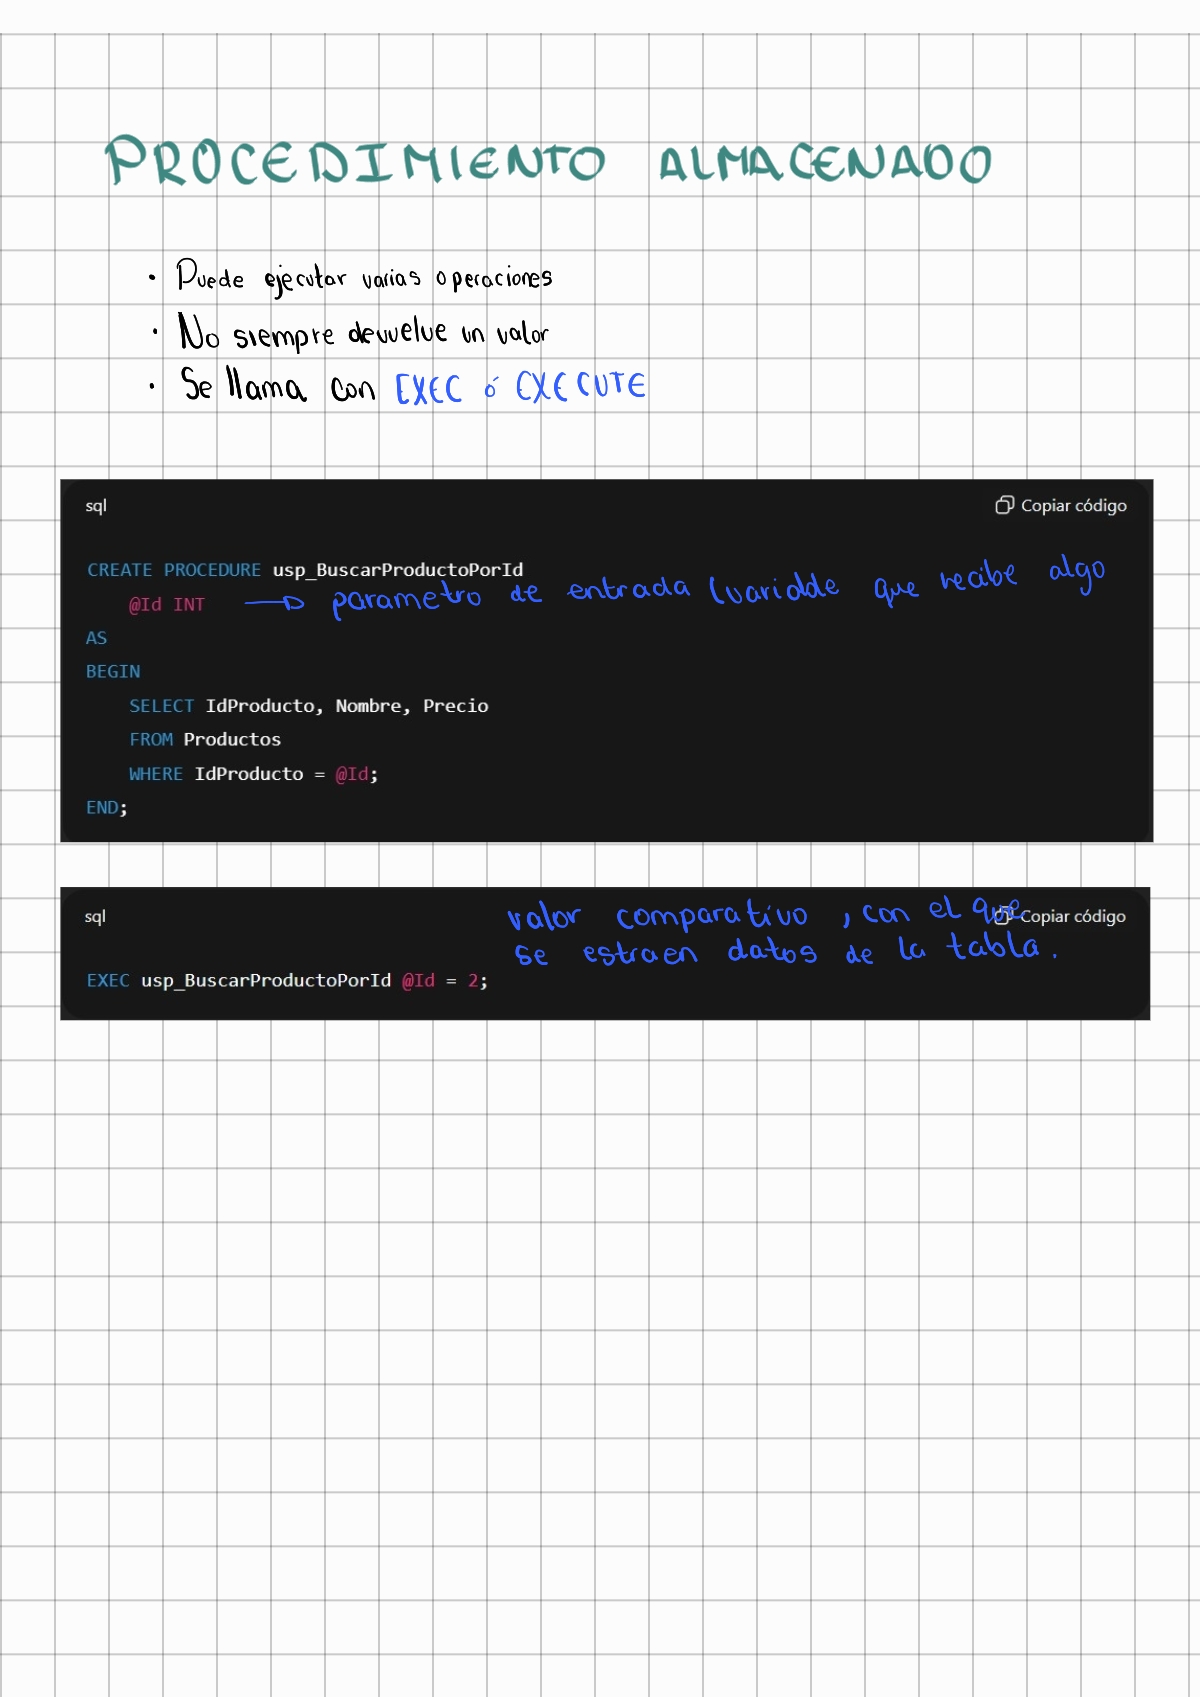 PROCEDIMIENTO ALMACENADO
• Puede ejecutar varias operaciones
• No siempre devuelve un valor
• Se llama con EXEC ó EXECUTE
sql
Copiar código
CREATE PROCEDURE usp_BuscarProductoPorId
@Id INT → parametro de entrada (varidde que recibe algo
AS
BEGIN
SELECT IdProducto, Nombre, Precio
FROM Productos
WHERE IdProducto = @Id;
END;
sql
valor comparativo, con el que
Copiar código
se estraen datos de la tabla.
EXEC usp_BuscarProductoPorId @Id = 2;